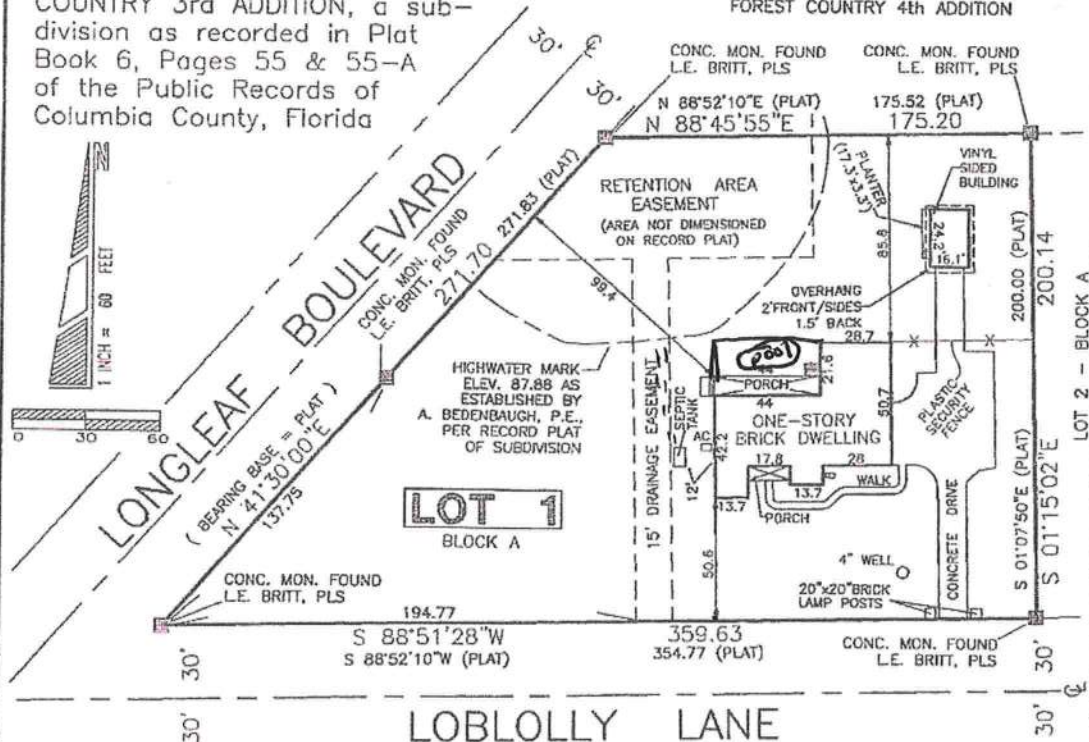 COUNTRY 3rd ADDITION, a sub-
division as recorded in Plat
Book 6, Pages 55 & 55-A
of the Public Records of
Columbia County, Florida
FOREST COUNTRY 4th ADDITION
30'
℄
30'
CONC. MON. FOUND
L.E. BRITT, PLS
CONC. MON. FOUND
L.E. BRITT, PLS
N 88°52'10"E (PLAT)
175.52 (PLAT)
N 88°45'55"E
175.20
N
1 INCH = 60 FEET
0 30 60
LONGLEAF BOULEVARD
CONC. MON. FOUND
L.E. BRITT, PLS
271.83 (PLAT)
271.70
RETENTION AREA
EASEMENT
(AREA NOT DIMENSIONED
ON RECORD PLAT)
99.4
PLANTER
(17.3'x3.3')
VINYL
SIDED
BUILDING
24.2'
16.1'
85.8
OVERHANG
2'FRONT/SIDES
1.5' BACK
28.7
X
X
200.00 (PLAT)
200.14
LOT 2 - BLOCK A
HIGHWATER MARK
ELEV. 87.88 AS
ESTABLISHED BY
A. BEDENBAUGH, P.E.,
PER RECORD PLAT
OF SUBDIVISION
15' DRAINAGE EASEMENT
SEPTIC
TANK
AC
42.2
12'
44
PORCH
44
21.6
50.7
ONE-STORY
BRICK DWELLING
17.8
28
WALK
13.7
13.7
PORCH
PLASTIC
SECURITY
FENCE
( BEARING BASE = PLAT )
N 41°30'00"E
137.75
LOT 1
BLOCK A
50.6
4" WELL
CONCRETE DRIVE
20"x20"BRICK
LAMP POSTS
S 01°07'50"E (PLAT)
S 01°15'02"E
CONC. MON. FOUND
L.E. BRITT, PLS
194.77
S 88°51'28"W
359.63
S 88°52'10"W (PLAT)
354.77 (PLAT)
CONC. MON. FOUND
L.E. BRITT, PLS
30'
30'
30'
30'
℄
LOBLOLLY LANE